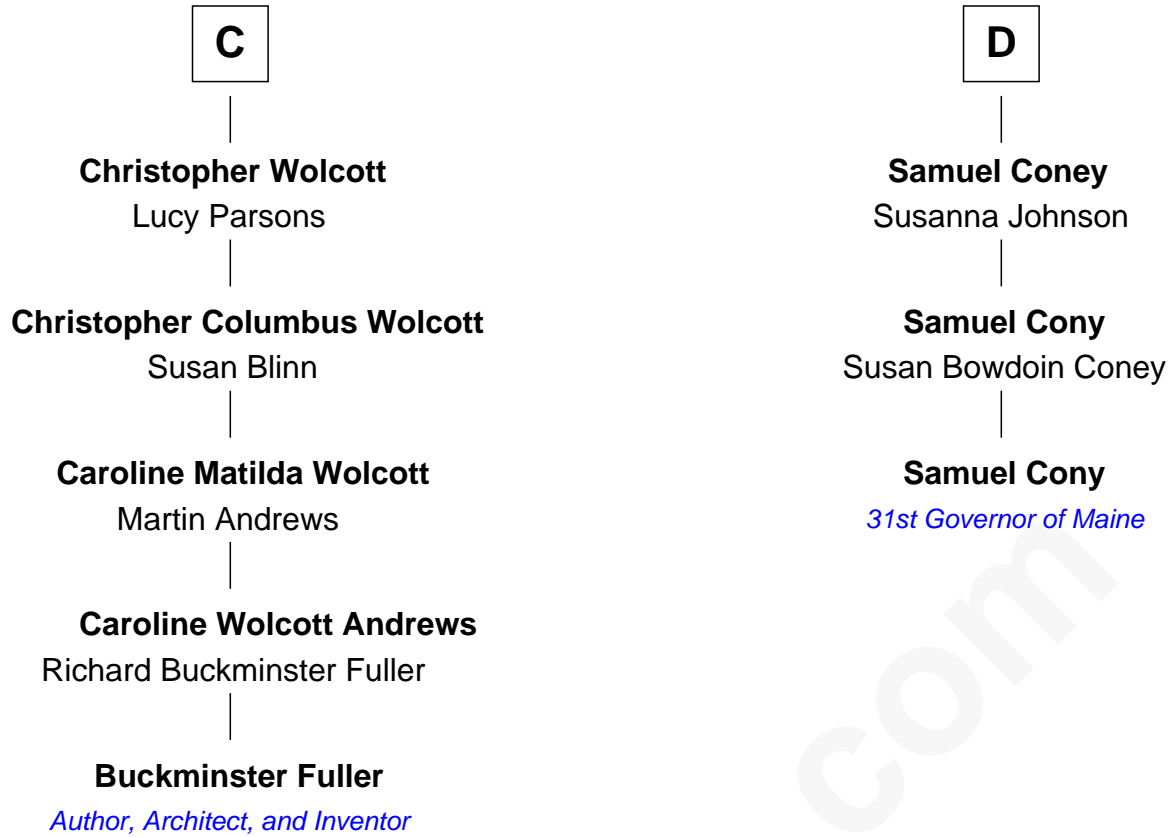 C
Christopher Wolcott
Lucy Parsons
Christopher Columbus Wolcott
Susan Blinn
Caroline Matilda Wolcott
Martin Andrews
Caroline Wolcott Andrews
Richard Buckminster Fuller
Buckminster Fuller
Author, Architect, and Inventor
D
Samuel Coney
Susanna Johnson
Samuel Cony
Susan Bowdoin Coney
Samuel Cony
31st Governor of Maine
com